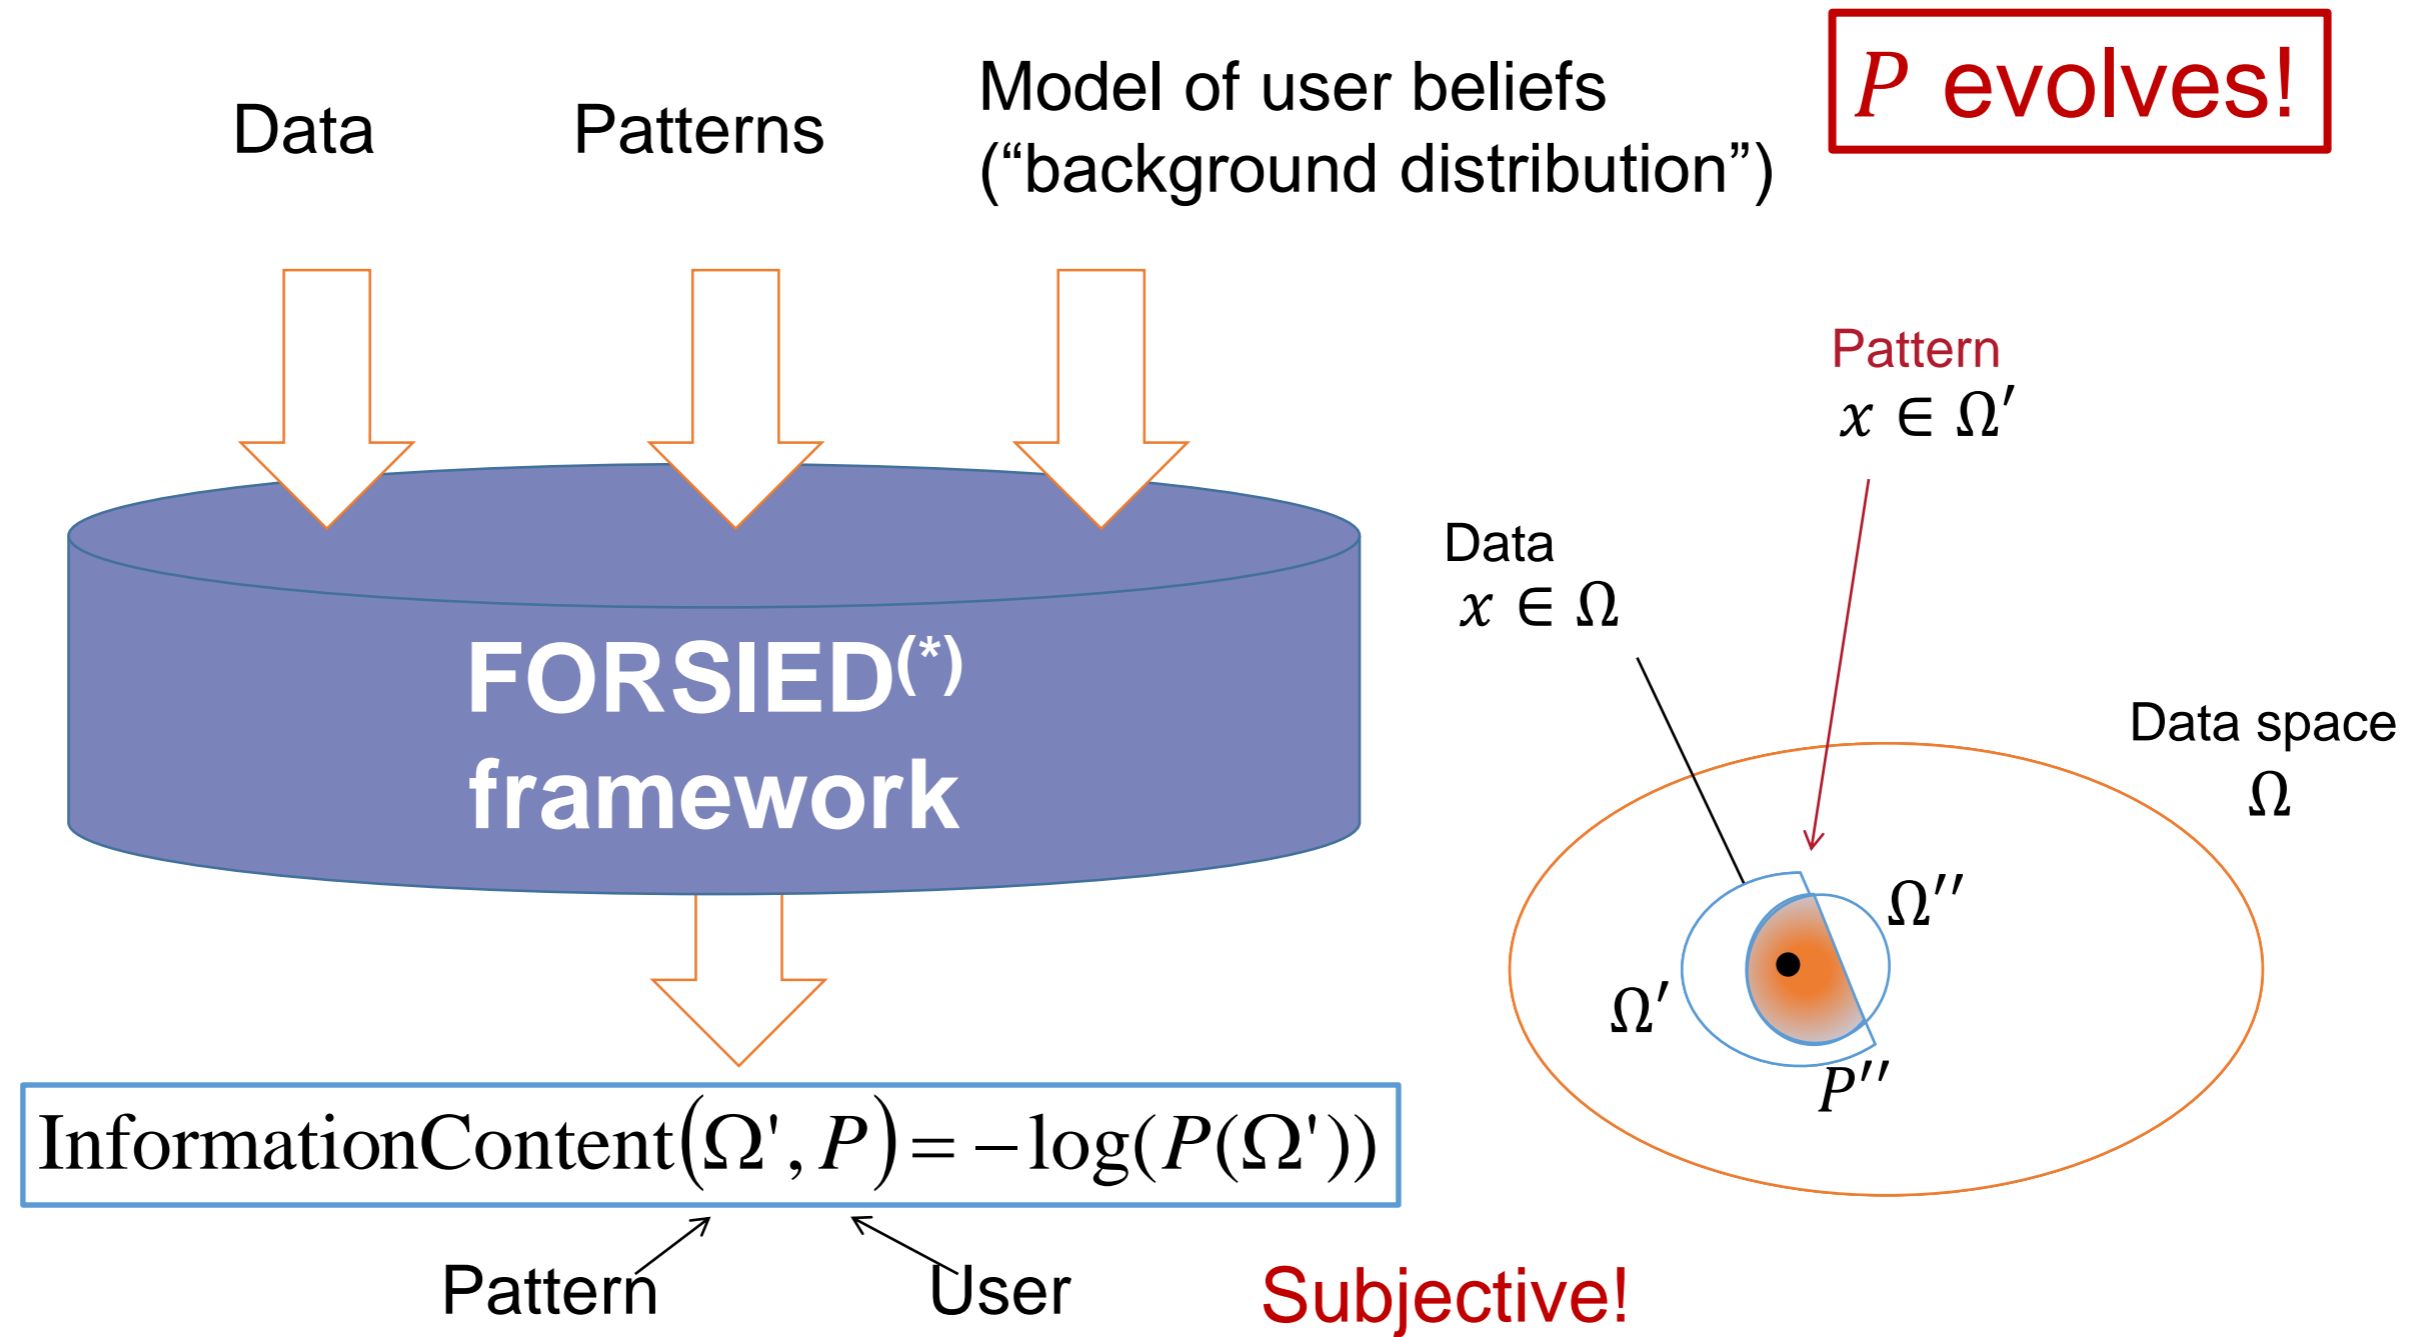 Data
Patterns
Model of user beliefs
(“background distribution”)
P evolves!
FORSIED(*)
framework
InformationContent(Ω', P) = −log(P(Ω'))
Pattern
User
Subjective!
Pattern
x ∈ Ω′
Data
x ∈ Ω
Data space
Ω
Ω′′
Ω′
P′′